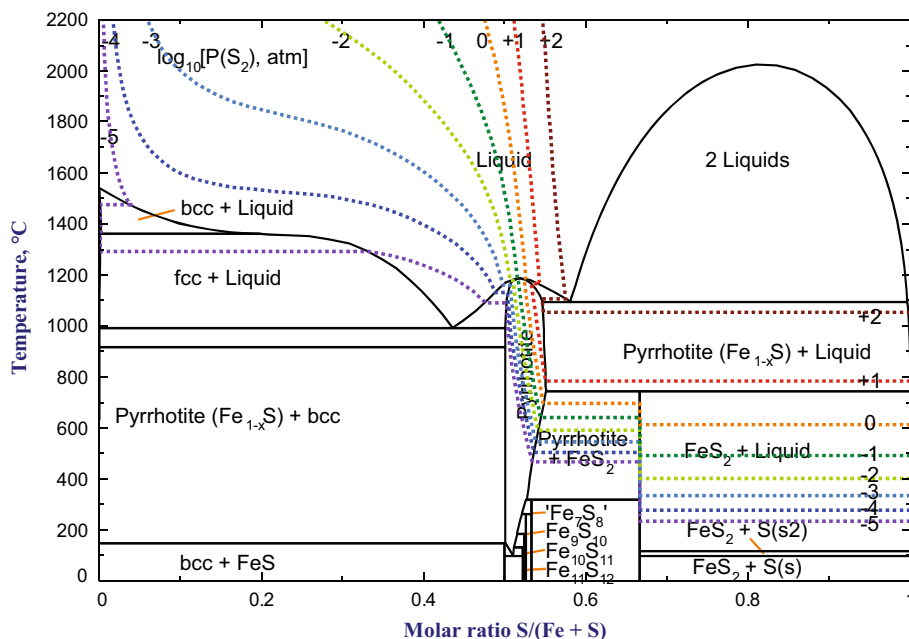 2200
2000
1800
1600
1400
1200
1000
800
600
400
200
0
Temperature, °C
-4
-3
-2
-1
0
+1
+2
log10[P(S2), atm]
-5
Liquid
2 Liquids
bcc + Liquid
fcc + Liquid
+2
Pyrrhotite (Fe1-xS) + Liquid
+1
Pyrrhotite
Pyrrhotite (Fe1-xS) + bcc
Pyrrhotite
+ FeS2
0
FeS2 + Liquid
-1
-2
-3
-4
-5
'Fe7S8'
Fe9S10
Fe10S11
Fe11S12
FeS2 + S(s2)
FeS2 + S(s)
bcc + FeS
0
0.2
0.4
0.6
0.8
1
Molar ratio S/(Fe + S)